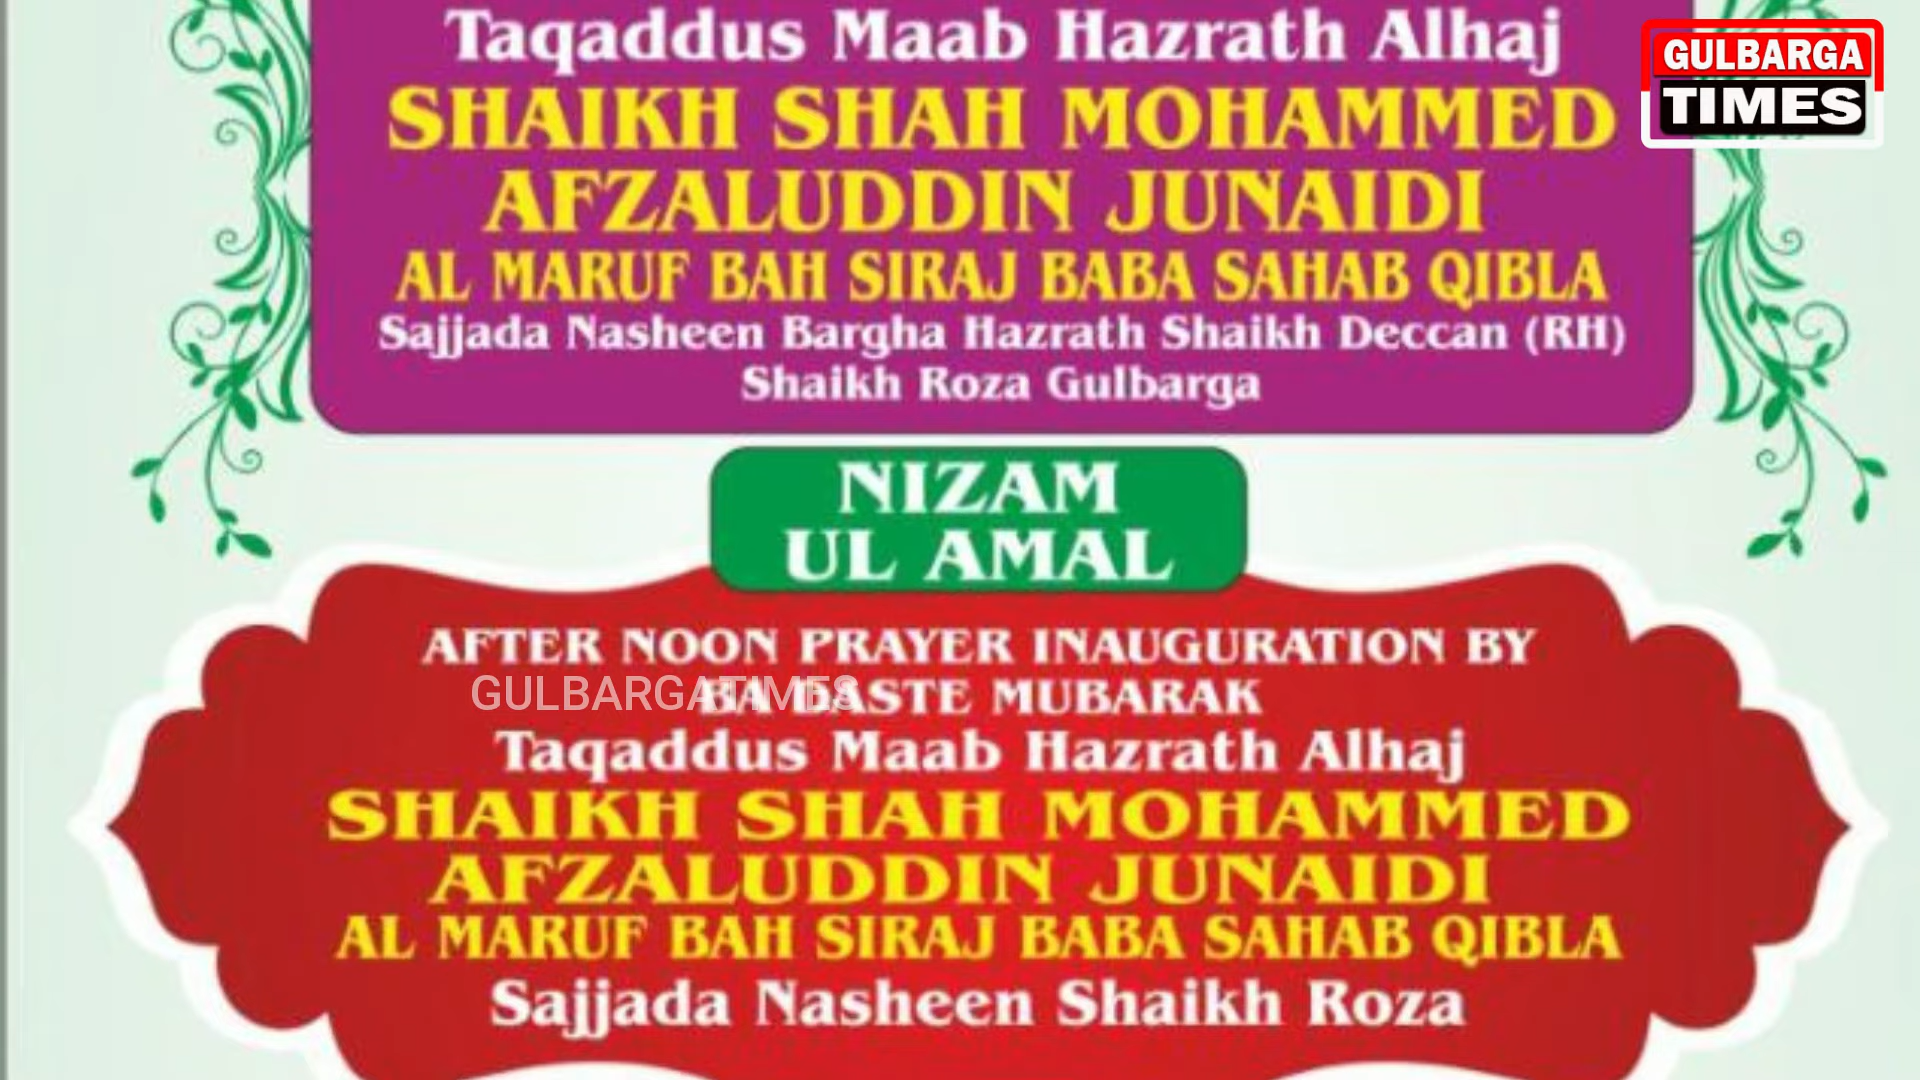 Taqaddus Maab Hazrath Alhaj
SHAIKH SHAH MOHAMMED
AFZALUDDIN JUNAIDI
AL MARUF BAH SIRAJ BABA SAHAB QIBLA
Sajjada Nasheen Bargha Hazrath Shaikh Deccan (RH)
Shaikh Roza Gulbarga
GULBARGA
TIMES
NIZAM
UL AMAL
AFTER NOON PRAYER INAUGURATION BY
BA DASTE MUBARAK
GULBARGATIMES
Taqaddus Maab Hazrath Alhaj
SHAIKH SHAH MOHAMMED
AFZALUDDIN JUNAIDI
AL MARUF BAH SIRAJ BABA SAHAB QIBLA
Sajjada Nasheen Shaikh Roza